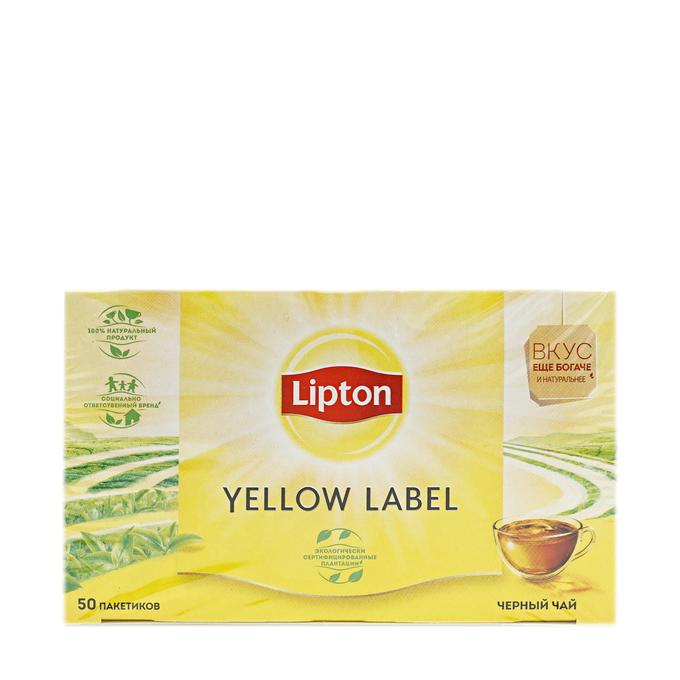 100% НАТУРАЛЬНЫЙ
ПРОДУКТ
СОЦИАЛЬНО
ОТВЕТСТВЕННЫЙ БРЕНД
Lipton
YELLOW LABEL
ЭКОЛОГИЧЕСКИ
СЕРТИФИЦИРОВАННЫЕ
ПЛАНТАЦИИ
ВКУС
ЕЩЕ БОГАЧЕ
И НАТУРАЛЬНЕЕ
50 ПАКЕТИКОВ
ЧЕРНЫЙ ЧАЙ